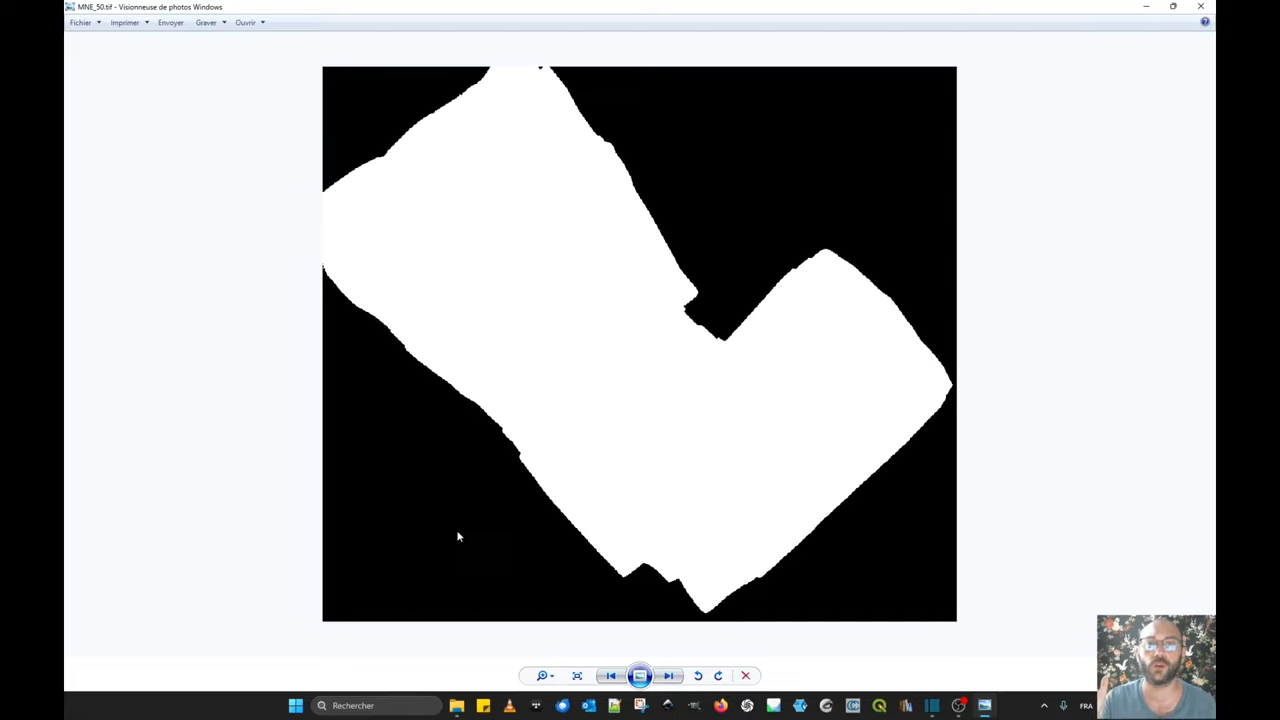 MNE_50.tif - Visionneuse de photos Windows
Fichier Imprimer Envoyer Graver Ouvrir
Rechercher
FRA